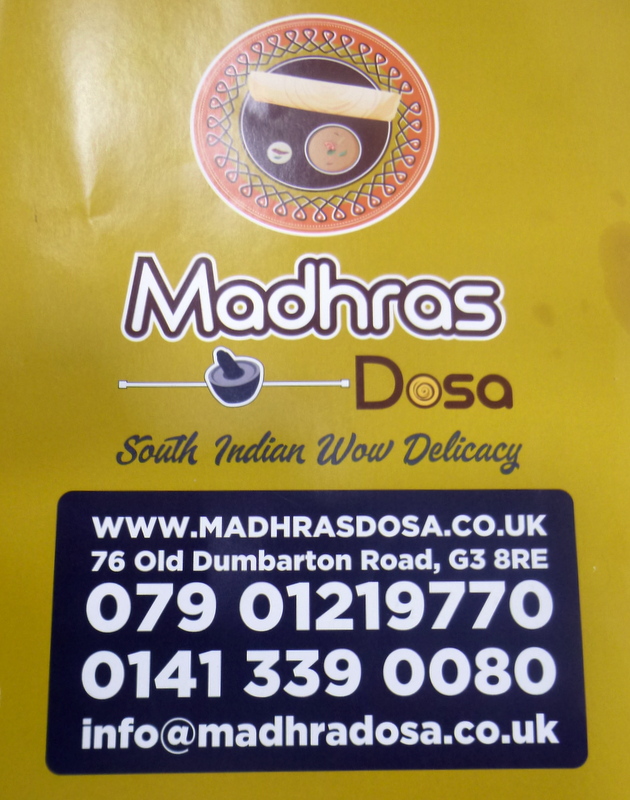 Madhras
Dosa
South Indian Wow Delicacy
WWW.MADHRASDOSA.CO.UK
76 Old Dumbarton Road, G3 8RE
079 01219770
0141 339 0080
info@madhradosa.co.uk